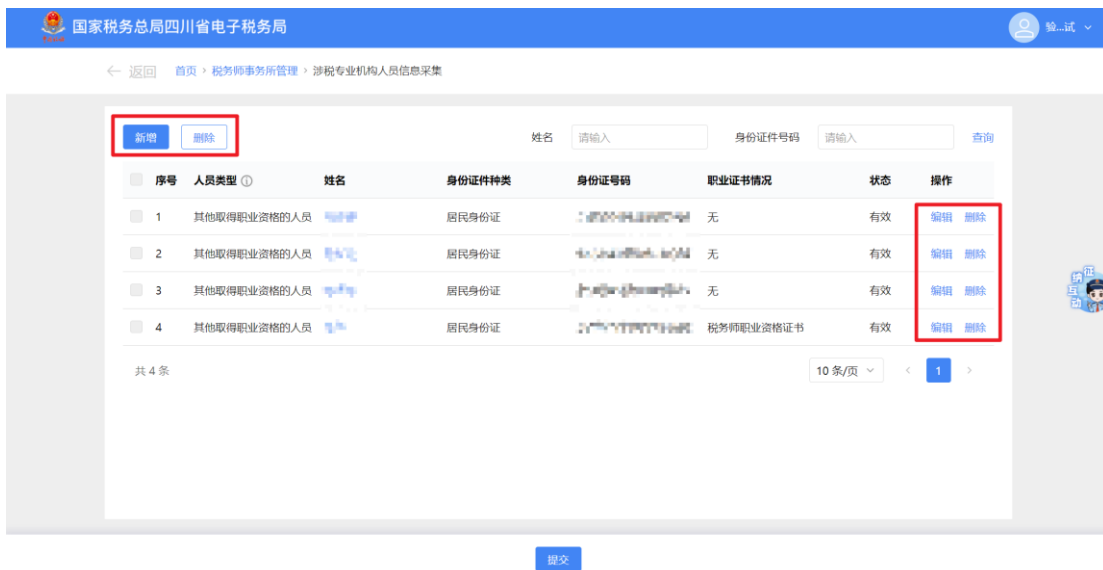 国家税务总局四川省电子税务局 验...试
返回 首页 > 税务师事务所管理 > 涉税专业机构人员信息采集
新增 删除 姓名 请输入 身份证件号码 请输入 查询
序号 人员类型 姓名 身份证件种类 身份证号码 职业证书情况 状态 操作
1 其他取得职业资格的人员 居民身份证 无 有效 编辑 删除
2 其他取得职业资格的人员 居民身份证 无 有效 编辑 删除
3 其他取得职业资格的人员 居民身份证 无 有效 编辑 删除
4 其他取得职业资格的人员 居民身份证 税务师职业资格证书 有效 编辑 删除
征纳互动
共 4 条 10 条/页 < 1 >
提交